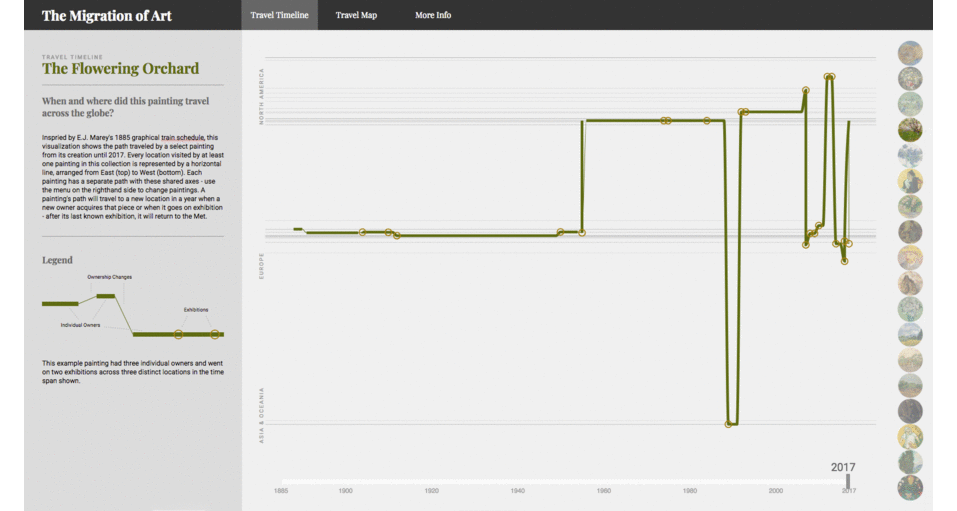 The Migration of Art
Travel Timeline
Travel Map
More Info
TRAVEL TIMELINE
The Flowering Orchard
When and where did this painting travel
across the globe?
Inspried by E.J. Marey's 1885 graphical train schedule, this
visualization shows the path traveled by a select painting
from its creation until 2017. Every location visited by at least
one painting in this collection is represented by a horizontal
line, arranged from East (top) to West (bottom). Each
painting has a separate path with these shared axes - use
the menu on the righthand side to change paintings. A
painting's path will travel to a new location in a year when a
new owner acquires that piece or when it goes on exhibition
- after its last known exhibition, it will return to the Met.
Legend
Ownership Changes
Exhibitions
Individual Owners
This example painting had three individual owners and went
on two exhibitions across three distinct locations in the time
span shown.
NORTH AMERICA
EUROPE
ASIA & OCEANIA
2017
1885
1900
1920
1940
1960
1980
2000
2017